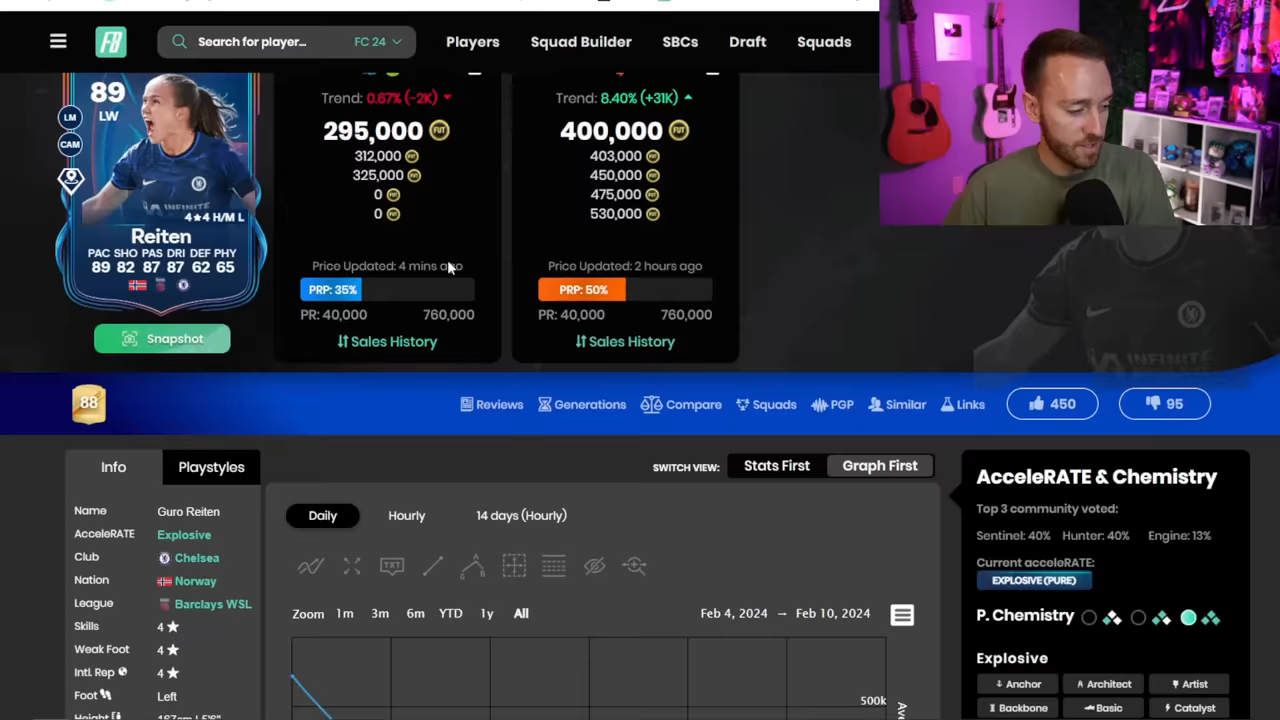 FB
Search for player...
FC 24
Players
Squad Builder
SBCs
Draft
Squads
89
LW
LM
CAM
4★4 H/M L
Reiten
PAC SHO PAS DRI DEF PHY
89 82 87 87 62 65
Snapshot
Trend: 0.67% (-2K)
295,000
312,000
325,000
0
0
Price Updated: 4 mins ago
PRP: 35%
PR: 40,000
760,000
Sales History
Trend: 8.40% (+31K)
400,000
403,000
450,000
475,000
530,000
Price Updated: 2 hours ago
PRP: 50%
PR: 40,000
760,000
Sales History
88
Reviews
Generations
Compare
Squads
PGP
Similar
Links
450
95
Info
Playstyles
Name Guro Reiten
AcceleRATE Explosive
Club Chelsea
Nation Norway
League Barclays WSL
Skills 4 ★
Weak Foot 4 ★
Intl. Rep 4 ★
Foot Left
Height 167cm | 5'6"
SWITCH VIEW:
Stats First
Graph First
Daily
Hourly
14 days (Hourly)
TXT
Zoom 1m 3m 6m YTD 1y All
Feb 4, 2024 → Feb 10, 2024
500k
AcceleRATE & Chemistry
Top 3 community voted:
Sentinel: 40% Hunter: 40% Engine: 13%
Current acceleRATE:
EXPLOSIVE (PURE)
P. Chemistry
Explosive
Anchor
Architect
Artist
Backbone
Basic
Catalyst